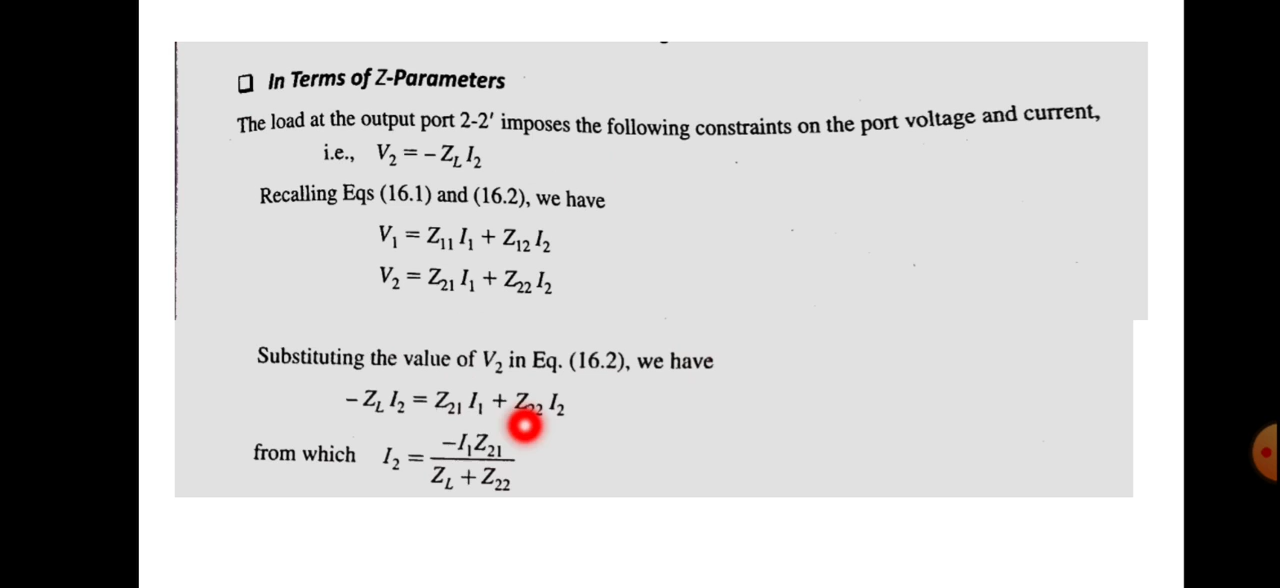 ❑ In Terms of Z-Parameters
The load at the output port 2-2′ imposes the following constraints on the port voltage and current,
i.e., V₂ = – Z_L I₂
Recalling Eqs (16.1) and (16.2), we have
V₁ = Z₁₁ I₁ + Z₁₂ I₂
V₂ = Z₂₁ I₁ + Z₂₂ I₂
Substituting the value of V₂ in Eq. (16.2), we have
– Z_L I₂ = Z₂₁ I₁ + Z₂₂ I₂
from which I₂ = –I₁Z₂₁ / Z_L + Z₂₂